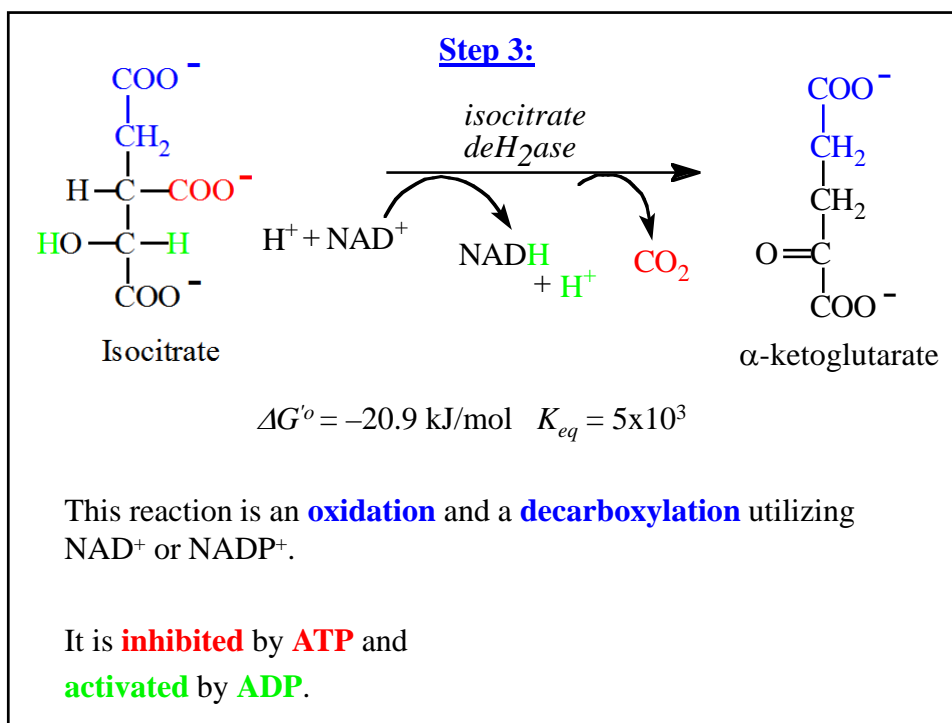 Step 3:
COO⁻
CH₂
H–C–COO⁻
HO–C–H
COO⁻
Isocitrate
H⁺ + NAD⁺
isocitrate
deH₂ase
NADH
+ H⁺
CO₂
COO⁻
CH₂
CH₂
O=C
COO⁻
α-ketoglutarate
ΔG'º = –20.9 kJ/mol K_eq = 5x10³
This reaction is an oxidation and a decarboxylation utilizing
NAD⁺ or NADP⁺.
It is inhibited by ATP and
activated by ADP.